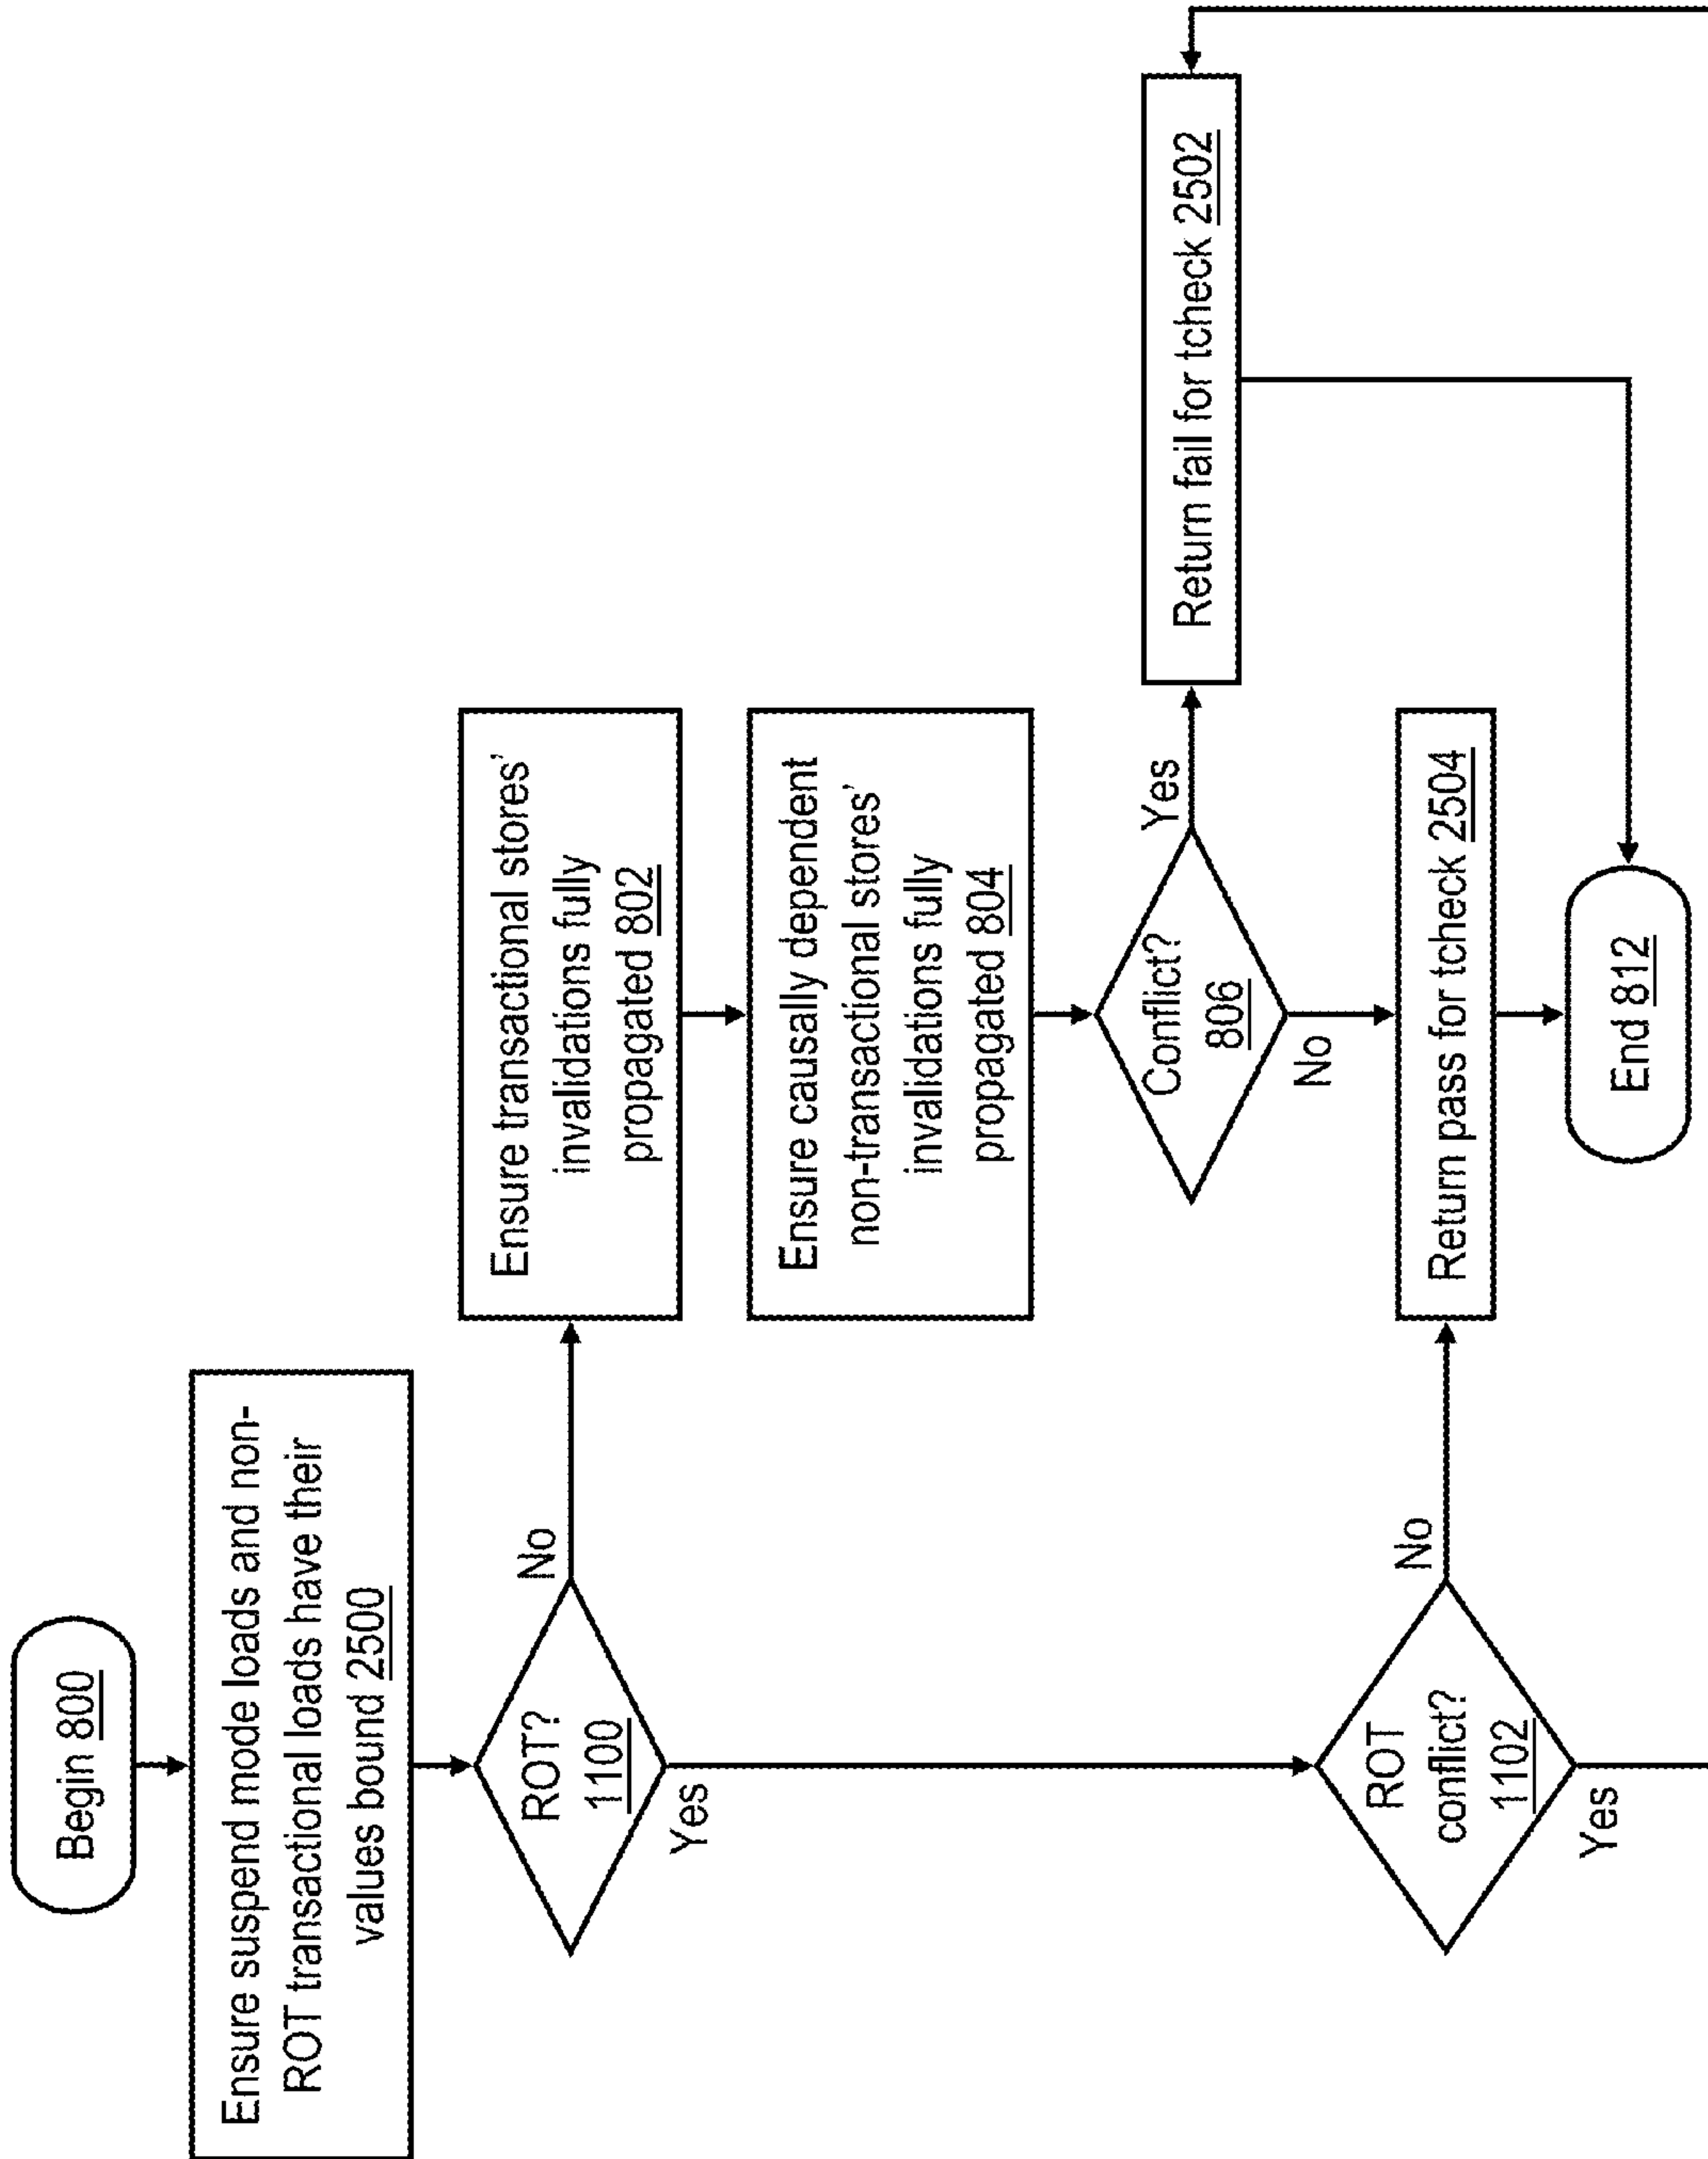 Begin 800
Ensure suspend mode loads and non-
ROT transactional loads have their
values bound 2500
ROT?
1100
No
Yes
Ensure transactional stores'
invalidations fully
propagated 802
Ensure causally dependent
non-transactional stores'
invalidations fully
propagated 804
Conflict?
806
Yes
No
Return fail for tcheck 2502
ROT
conflict?
1102
No
Yes
Return pass for tcheck 2504
End 812